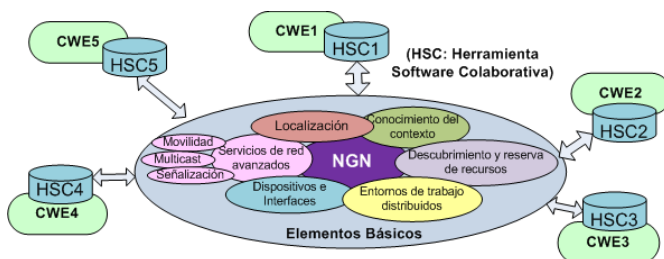 CWE5
HSC5
CWE1
HSC1
(HSC: Herramienta
Software Colaborativa)
CWE2
HSC2
Localización
Conocimiento del
contexto
Movilidad
Multicast
Señalización
Servicios de red
avanzados
NGN
Descubrimiento y reserva
de recursos
HSC4
CWE4
Dispositivos e
Interfaces
Entornos de trabajo
distribuidos
Elementos Básicos
HSC3
CWE3